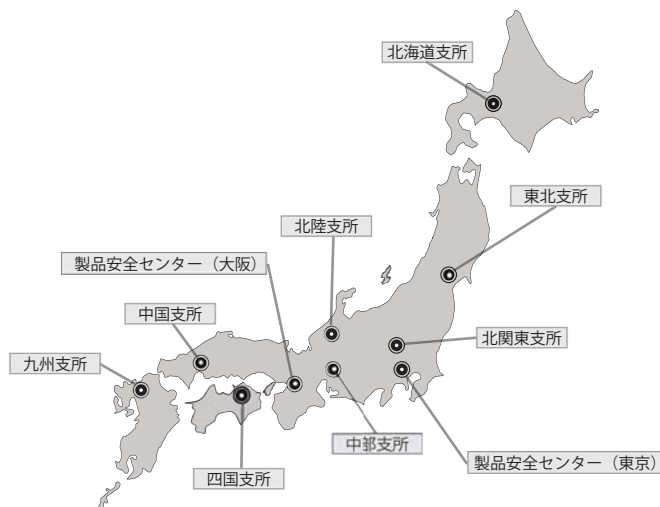 北海道支所
東北支所
北陸支所
製品安全センター（大阪）
中国支所
北関東支所
九州支所
中部支所
製品安全センター（東京）
四国支所